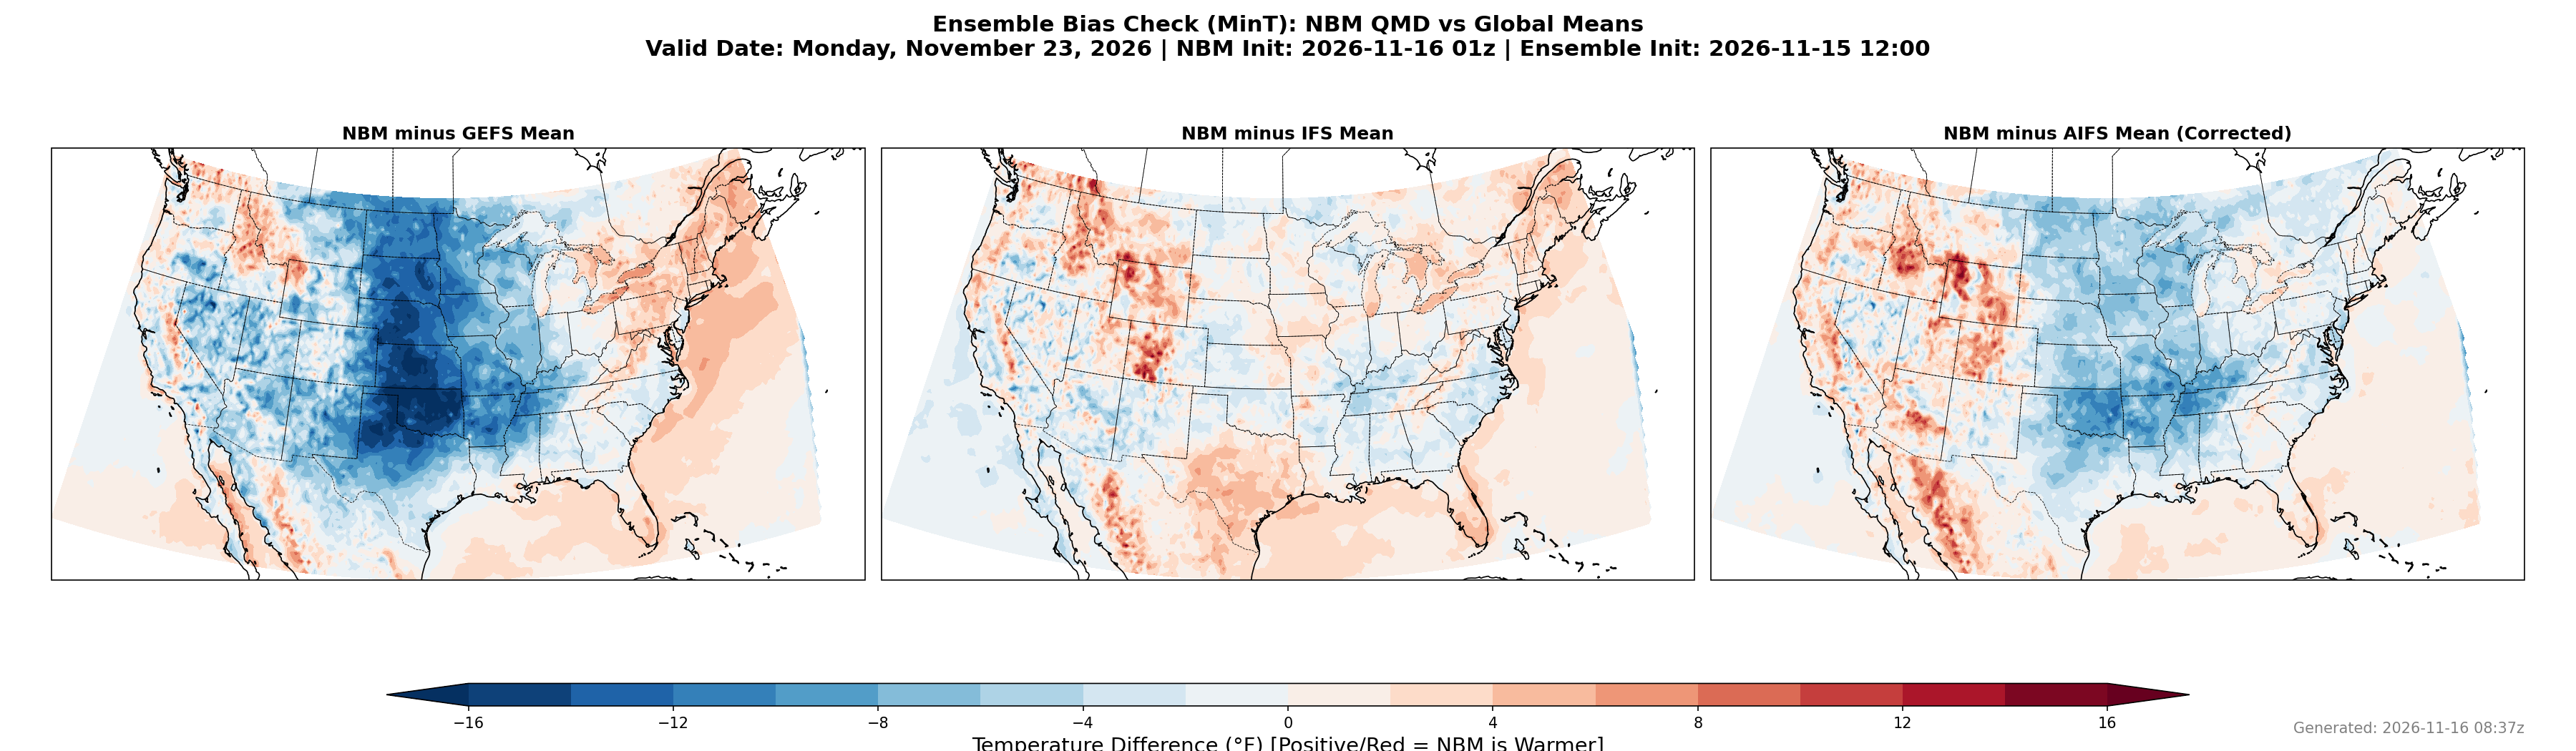 Ensemble Bias Check (MinT): NBM QMD vs Global Means
Valid Date: Monday, November 23, 2026 | NBM Init: 2026-11-16 01z | Ensemble Init: 2026-11-15 12:00
NBM minus GEFS Mean
NBM minus IFS Mean
NBM minus AIFS Mean (Corrected)
−16 −12 −8 −4 0 4 8 12 16
Temperature Difference (°F) [Positive/Red = NBM is Warmer]
Generated: 2026-11-16 08:37z